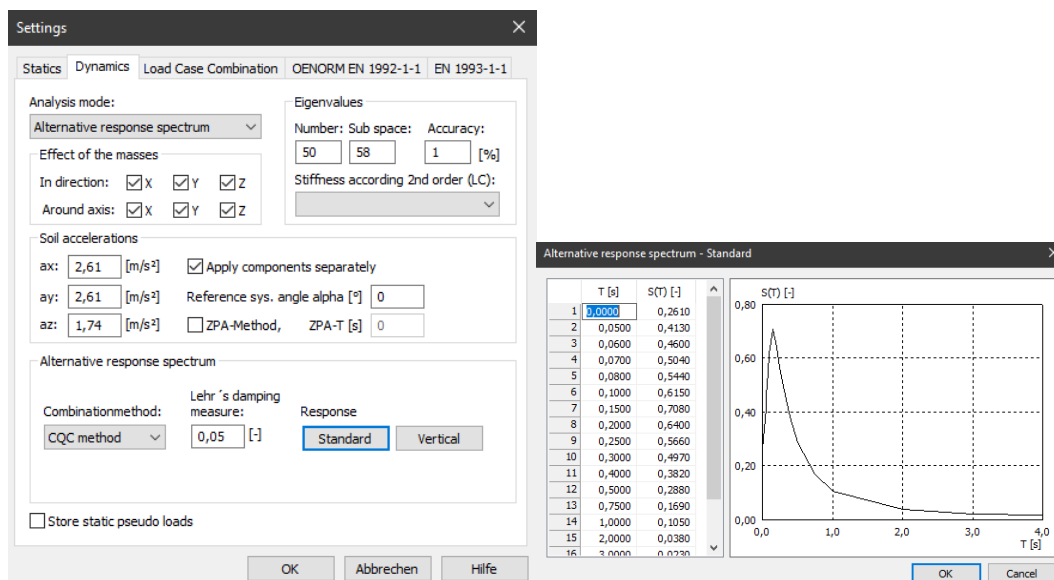 Settings
Statics Dynamics Load Case Combination OENORM EN 1992-1-1 EN 1993-1-1
Analysis mode:
Alternative response spectrum
Effect of the masses
In direction: X Y Z
Around axis: X Y Z
Eigenvalues
Number: Sub space: Accuracy:
50 58 1 [%]
Stiffness according 2nd order (LC):
Soil accelerations
ax: 2,61 [m/s²] Apply components separately
ay: 2,61 [m/s²] Reference sys. angle alpha [°] 0
az: 1,74 [m/s²] ZPA-Method, ZPA-T [s] 0
Alternative response spectrum
Combinationmethod:
CQC method
Lehr´s damping
measure:
0,05 [-]
Response
Standard Vertical
Store static pseudo loads
OK Abbrechen Hilfe
Alternative response spectrum - Standard
T [s] S(T) [-]
1 0,0000 0,2610
2 0,0500 0,4130
3 0,0600 0,4600
4 0,0700 0,5040
5 0,0800 0,5440
6 0,1000 0,6150
7 0,1500 0,7080
8 0,2000 0,6400
9 0,2500 0,5660
10 0,3000 0,4970
11 0,4000 0,3820
12 0,5000 0,2880
13 0,7500 0,1690
14 1,0000 0,1050
15 2,0000 0,0380
16 3,0000
S(T) [-]
0,80
0,60
0,40
0,20
0,00
0,0 1,0 2,0 3,0 4,0
T [s]
OK Cancel